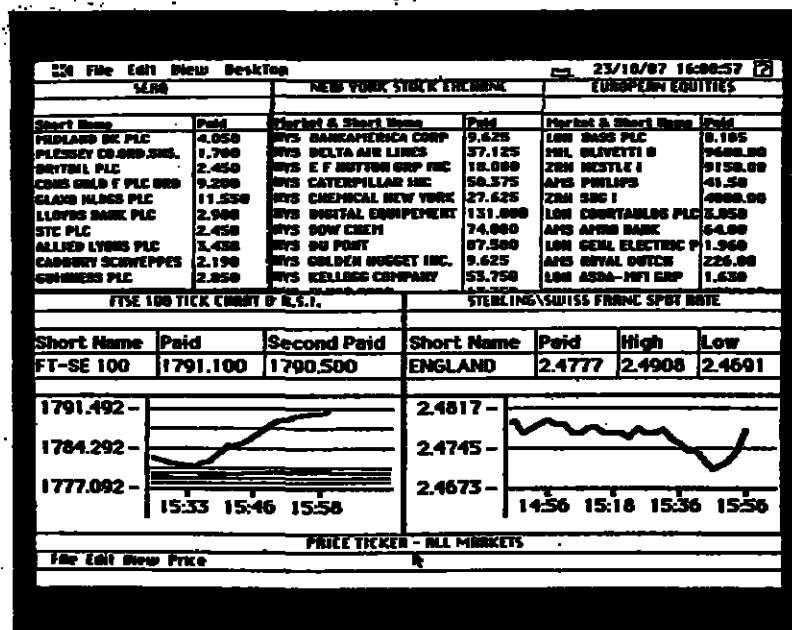 File Edit View DeskTop 23/10/87 16:00:57 ?
SEAQ NEW YORK STOCK EXCHANGE EUROPEAN EQUITIES
Short Name Paid Market & Short Name Paid Market & Short Name Paid
MIDLAND BK PLC 4.050 NYS BANKAMERICA CORP 9.625 LON BASS PLC 8.185
PLESSEY CO.ORD.SHS. 1.700 NYS DELTA AIR LINES 37.125 MIL OLIVETTI O 9600.00
BRITOIL PLC 2.450 NYS E F HUTTON GRP INC 18.000 ZRH NESTLE I 9150.00
CONS GOLD F PLC ORD 9.200 NYS CATERPILLAR INC 50.375 AMS PHILIPS 41.50
GLAXO HLDGS PLC 11.550 NYS CHEMICAL NEW YORK 27.625 ZRH 4000.00
LLOYDS BANK PLC 2.900 NYS DIGITAL EQUIPEMENT 131.000 LON COURTAULDS PLC 3.850
STC PLC 2.450 NYS DOW CHEM 74.000 AMS AMRO BANK 64.00
ALLIED LYONS PLC 3.430 NYS DU PONT 87.500 LON GENL ELECTRIC P 1.960
CADBURY SCHWEPPES 2.190 NYS GOLDEN NUGGET INC. 9.625 AMS ROYAL DUTCH 226.00
GUINNESS PLC 2.850 NYS KELLOGG COMPANY 53.750 LON ASDA-MFI GRP 1.630
FTSE 100 TICK CHART & R.S.I. STERLING\SWISS FRANC SPOT RATE
Short Name Paid Second Paid Short Name Paid High Low
FT-SE 100 1791.100 1790.500 ENGLAND 2.4777 2.4908 2.4691
1791.492 2.4817
1784.292 2.4745
1777.092 2.4673
15:33 15:46 15:58 14:56 15:18 15:36 15:56
PRICE TICKER - ALL MARKETS
File Edit View Price